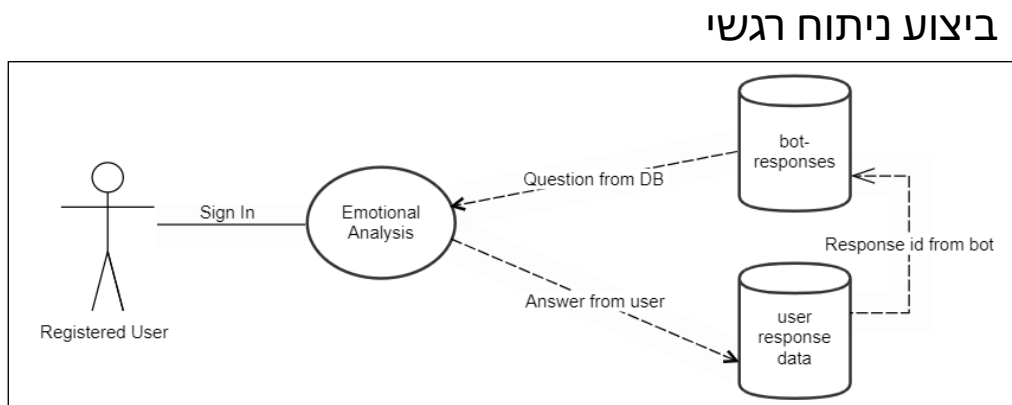 ביצוע ניתוח רגשי
bot-
responses
Question from DB
Sign In
Emotional
Analysis
Response id from bot
Answer from user
Registered User
user
response
data